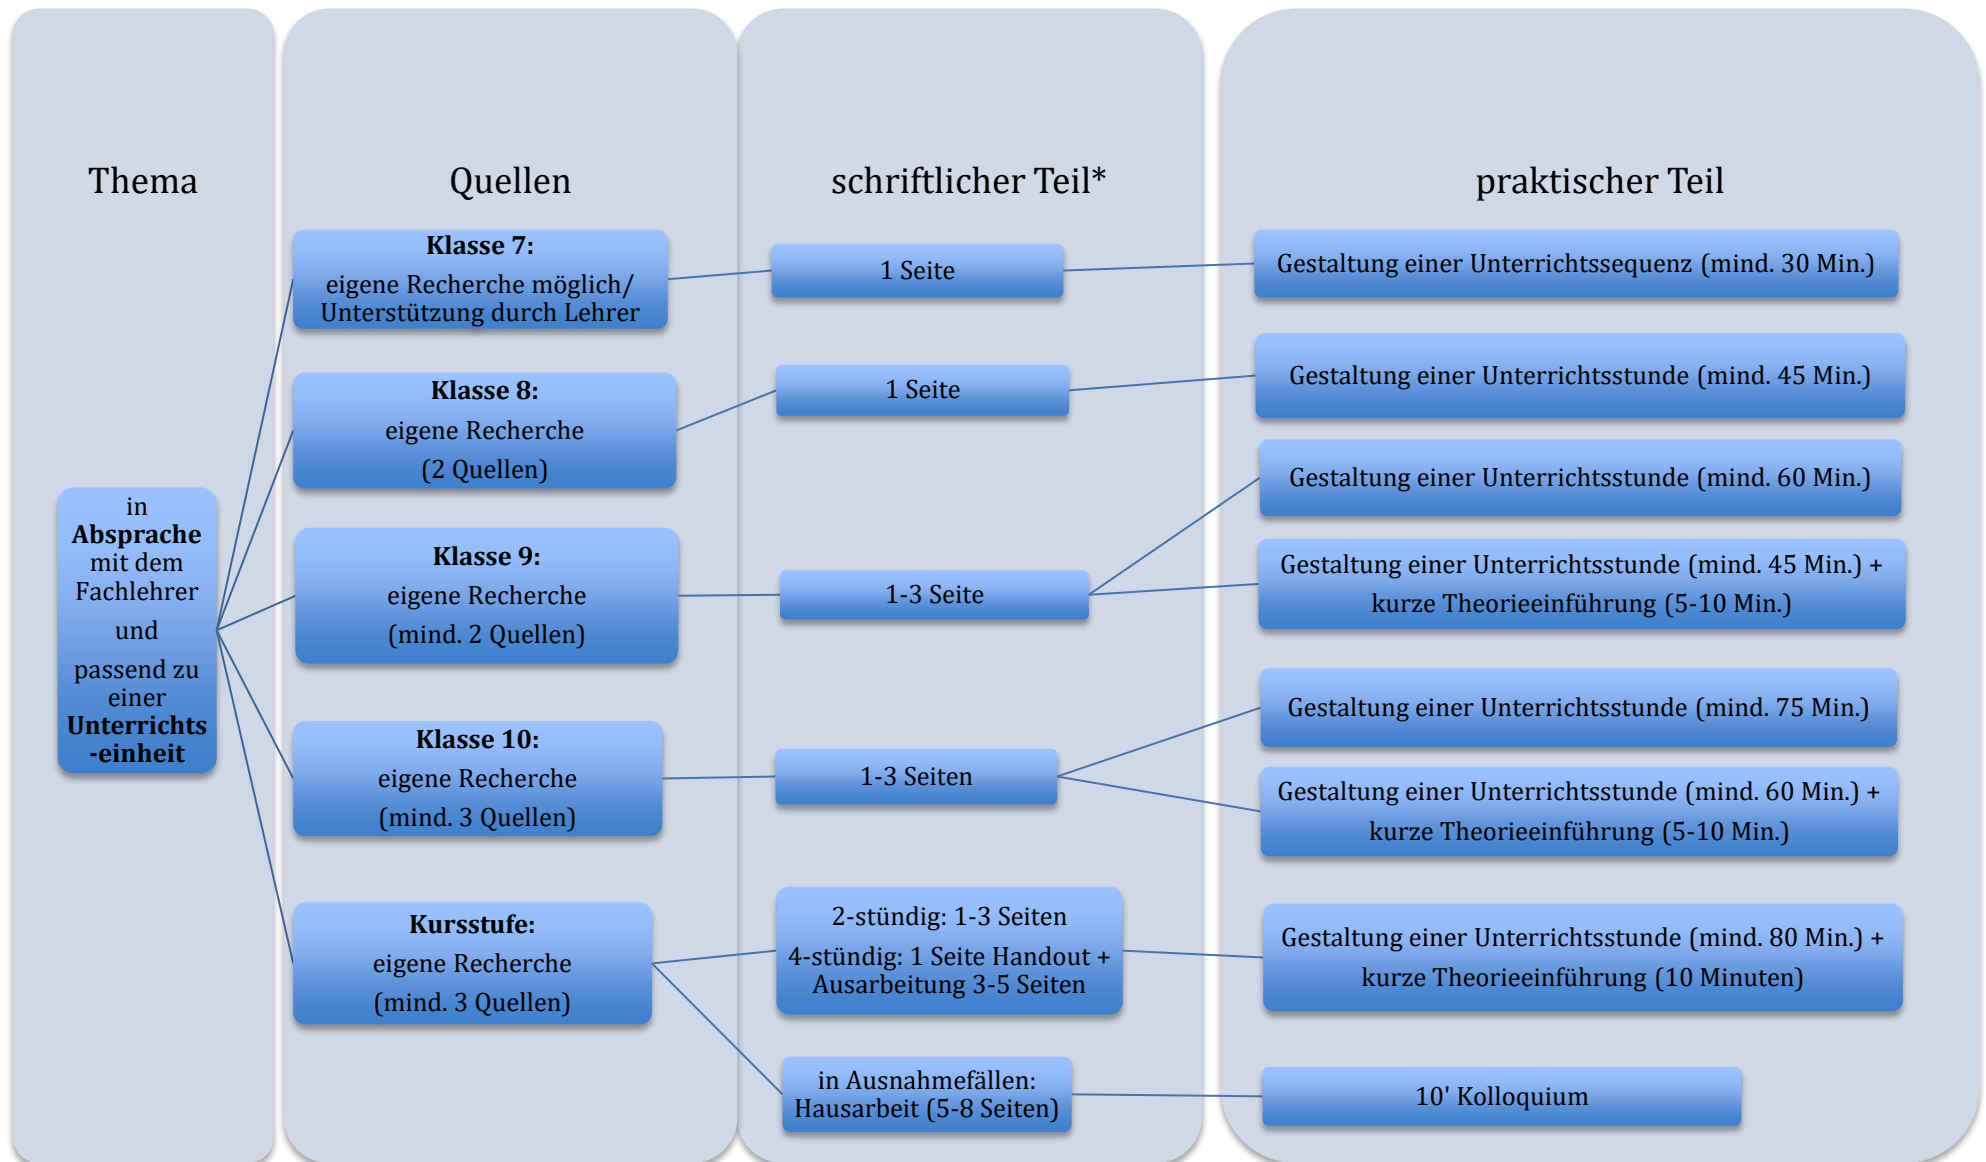 Thema
Quellen
schriftlicher Teil*
praktischer Teil
in
Absprache
mit dem
Fachlehrer
und
passend zu
einer
Unterrichts
-einheit
Klasse 7:
eigene Recherche möglich/
Unterstützung durch Lehrer
1 Seite
Gestaltung einer Unterrichtssequenz (mind. 30 Min.)
Klasse 8:
eigene Recherche
(2 Quellen)
1 Seite
Gestaltung einer Unterrichtsstunde (mind. 45 Min.)
Klasse 9:
eigene Recherche
(mind. 2 Quellen)
1-3 Seite
Gestaltung einer Unterrichtsstunde (mind. 60 Min.)
Gestaltung einer Unterrichtsstunde (mind. 45 Min.) +
kurze Theorieeinführung (5-10 Min.)
Klasse 10:
eigene Recherche
(mind. 3 Quellen)
1-3 Seiten
Gestaltung einer Unterrichtsstunde (mind. 75 Min.)
Gestaltung einer Unterrichtsstunde (mind. 60 Min.) +
kurze Theorieeinführung (5-10 Min.)
Kursstufe:
eigene Recherche
(mind. 3 Quellen)
2-stündig: 1-3 Seiten
4-stündig: 1 Seite Handout +
Ausarbeitung 3-5 Seiten
Gestaltung einer Unterrichtsstunde (mind. 80 Min.) +
kurze Theorieeinführung (10 Minuten)
in Ausnahmefällen:
Hausarbeit (5-8 Seiten)
10' Kolloquium